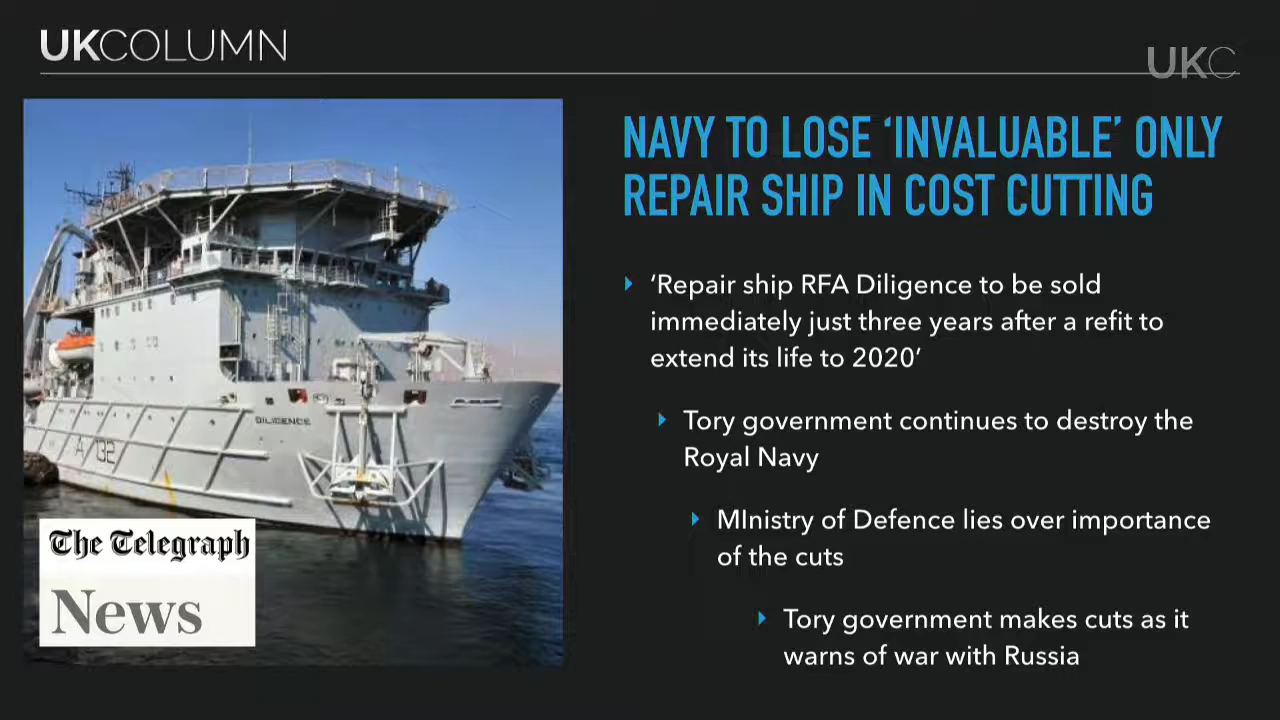 UKCOLUMN
UKC
NAVY TO LOSE ‘INVALUABLE’ ONLY
REPAIR SHIP IN COST CUTTING
‘Repair ship RFA Diligence to be sold
immediately just three years after a refit to
extend its life to 2020’
Tory government continues to destroy the
Royal Navy
MInistry of Defence lies over importance
of the cuts
Tory government makes cuts as it
warns of war with Russia
DILIGENCE
A 132
The Telegraph
News